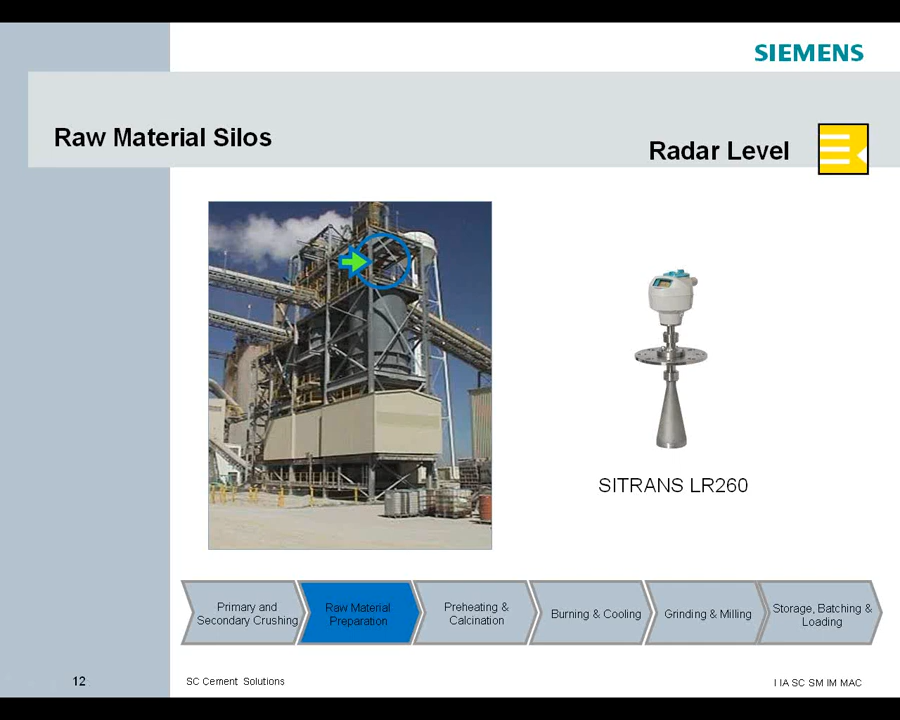 SIEMENS
Raw Material Silos
Radar Level
SITRANS LR260
Primary and
Secondary Crushing
Raw Material
Preparation
Preheating &
Calcination
Burning & Cooling
Grinding & Milling
Storage, Batching &
Loading
12
SC Cement Solutions
I IA SC SM IM MAC